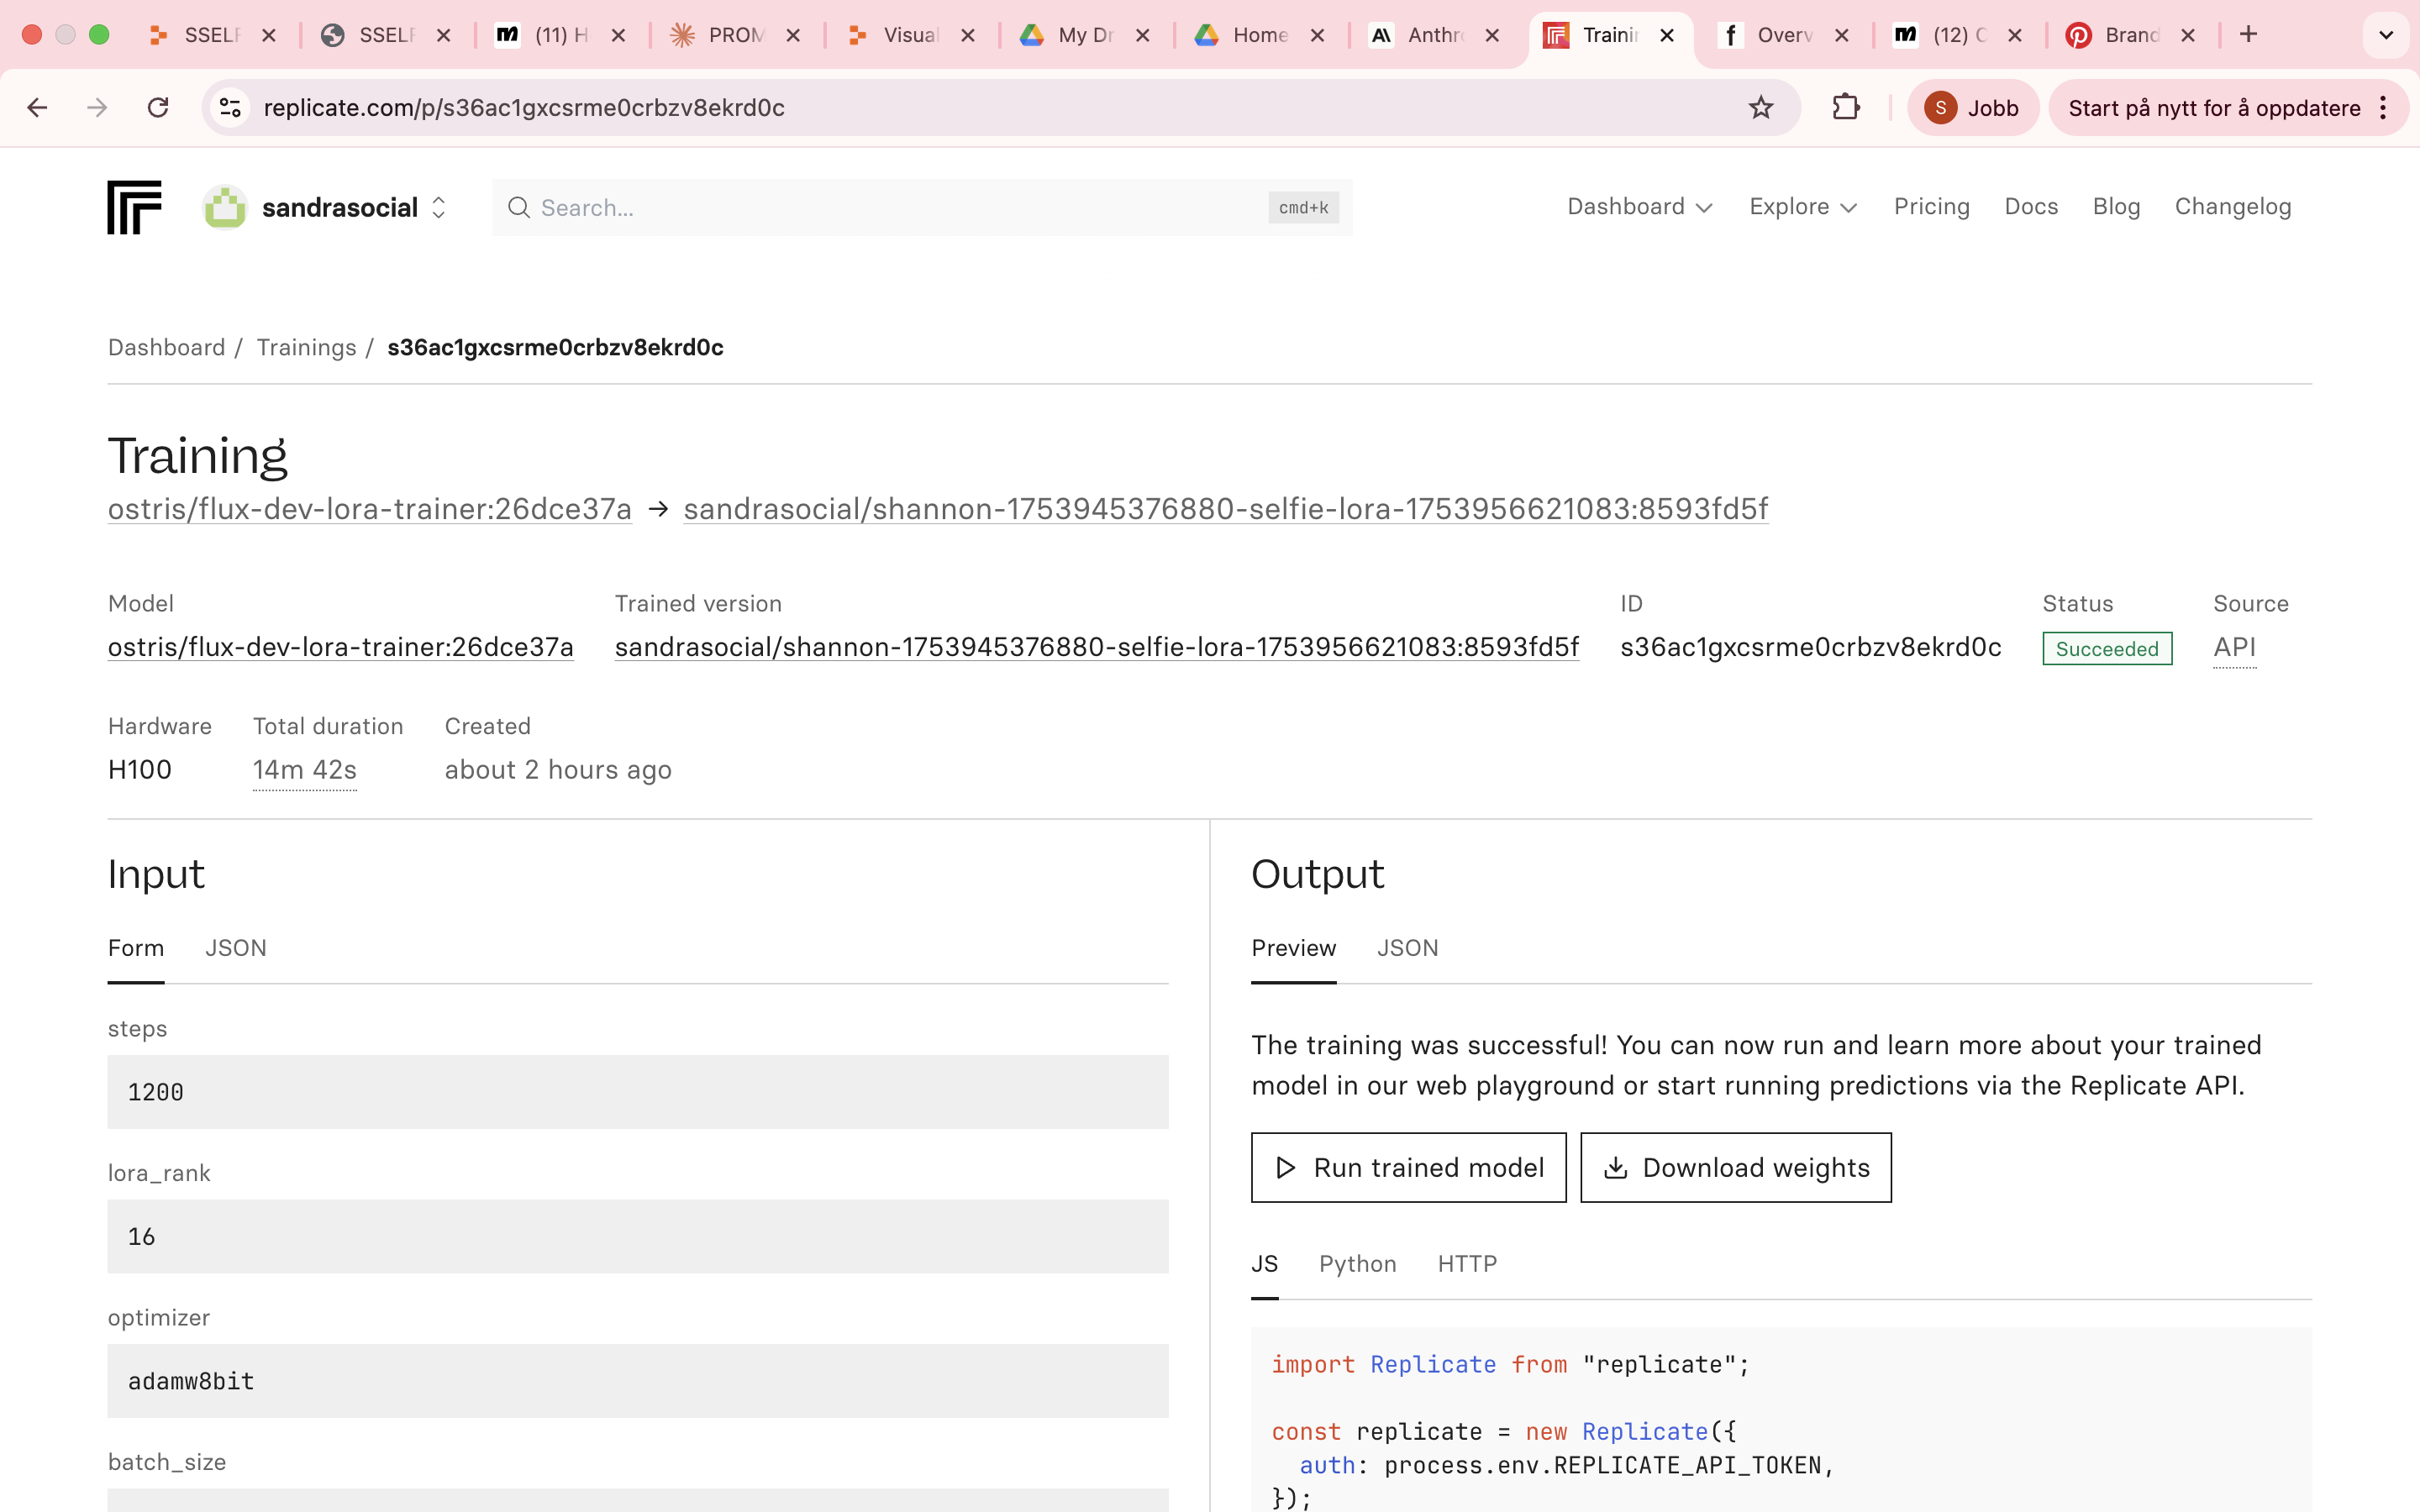 SSELF
SSELF
(11) H
PROM
Visual
My Dr
Home
Anthro
Trainin
Overv
(12) C
Brand
replicate.com/p/s36ac1gxcsrme0crbzv8ekrd0c
S
Jobb
Start på nytt for å oppdatere
sandrasocial
Search...
cmd+k
Dashboard
Explore
Pricing
Docs
Blog
Changelog
Dashboard / Trainings / s36ac1gxcsrme0crbzv8ekrd0c
Training
ostris/flux-dev-lora-trainer:26dce37a → sandrasocial/shannon-1753945376880-selfie-lora-1753956621083:8593fd5f
Model
ostris/flux-dev-lora-trainer:26dce37a
Trained version
sandrasocial/shannon-1753945376880-selfie-lora-1753956621083:8593fd5f
ID
s36ac1gxcsrme0crbzv8ekrd0c
Status
Succeeded
Source
API
Hardware
H100
Total duration
14m 42s
Created
about 2 hours ago
Input
Form JSON
steps
1200
lora_rank
16
optimizer
adamw8bit
batch_size
Output
Preview JSON
The training was successful! You can now run and learn more about your trained
model in our web playground or start running predictions via the Replicate API.
Run trained model
Download weights
JS Python HTTP
import Replicate from "replicate";
const replicate = new Replicate({
auth: process.env.REPLICATE_API_TOKEN,
});